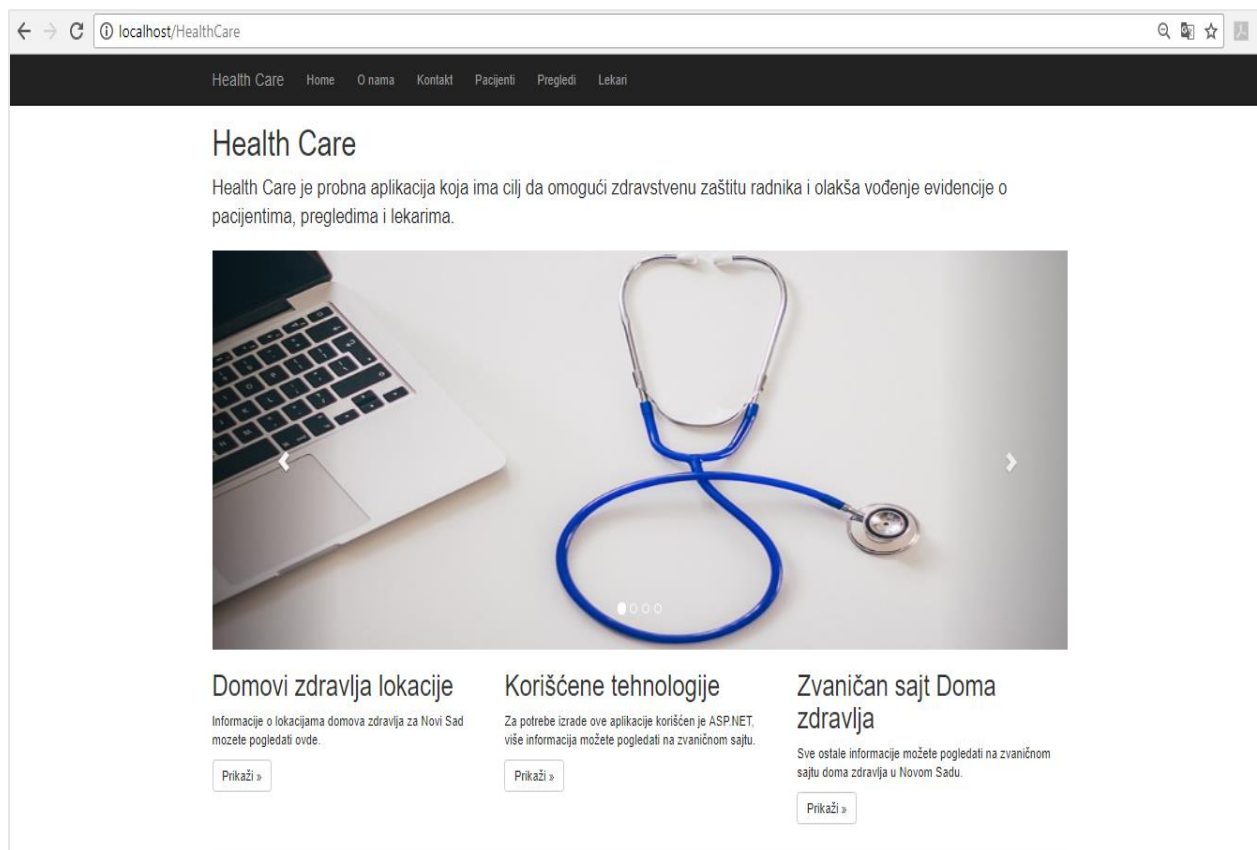 localhost/HealthCare
Health Care Home O nama Kontakt Pacijenti Pregledi Lekari
Health Care
Health Care je probna aplikacija koja ima cilj da omogući zdravstvenu zaštitu radnika i olakša vođenje evidencije o
pacijentima, pregledima i lekarima.
Domovi zdravlja lokacije
Informacije o lokacijama domova zdravlja za Novi Sad
mozete pogledati ovde.
Prikaži »
Korišćene tehnologije
Za potrebe izrade ove aplikacije korišćen je ASP.NET,
više informacija možete pogledati na zvaničnom sajtu.
Prikaži »
Zvaničan sajt Doma
zdravlja
Sve ostale informacije možete pogledati na zvaničnom
sajtu doma zdravlja u Novom Sadu.
Prikaži »